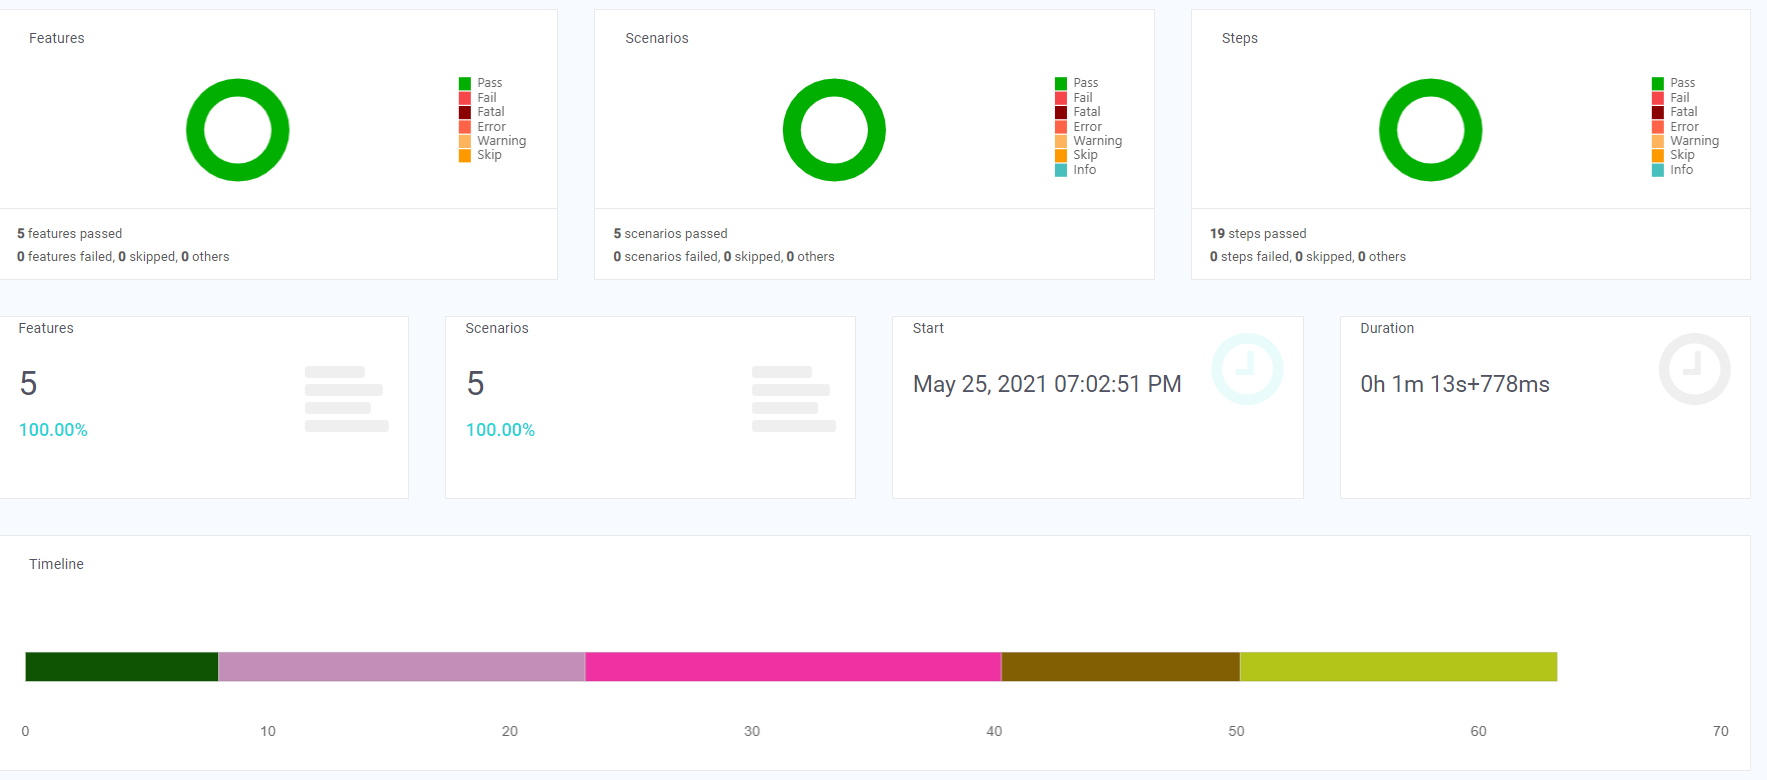 Features
Pass
Fail
Fatal
Error
Warning
Skip
5 features passed
0 features failed, 0 skipped, 0 others
Scenarios
Pass
Fail
Fatal
Error
Warning
Skip
Info
5 scenarios passed
0 scenarios failed, 0 skipped, 0 others
Steps
Pass
Fail
Fatal
Error
Warning
Skip
Info
19 steps passed
0 steps failed, 0 skipped, 0 others
Features
5
100.00%
Scenarios
5
100.00%
Start
May 25, 2021 07:02:51 PM
Duration
0h 1m 13s+778ms
Timeline
0 10 20 30 40 50 60 70